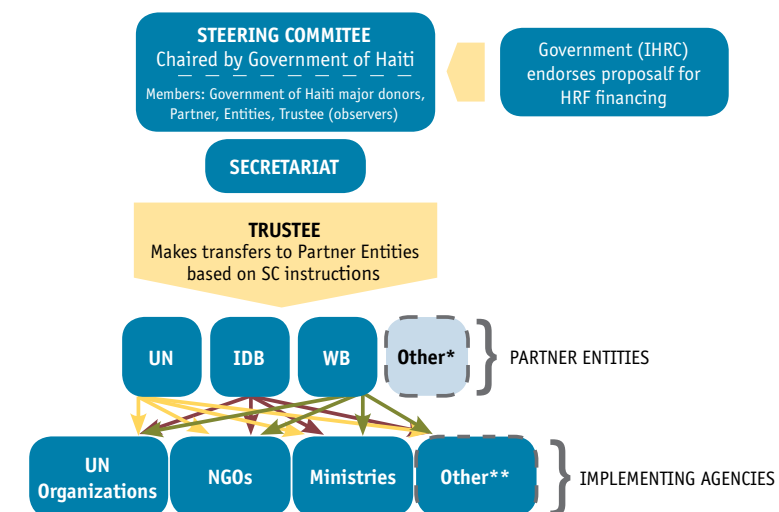 STEERING COMMITEE
Chaired by Government of Haiti
Members: Government of Haiti major donors,
Partner, Entities, Trustee (observers)
Government (IHRC)
endorses proposalf for
HRF financing
SECRETARIAT
TRUSTEE
Makes transfers to Partner Entities
based on SC instructions
UN
IDB
WB
Other*
PARTNER ENTITIES
UN
Organizations
NGOs
Ministries
Other**
IMPLEMENTING AGENCIES